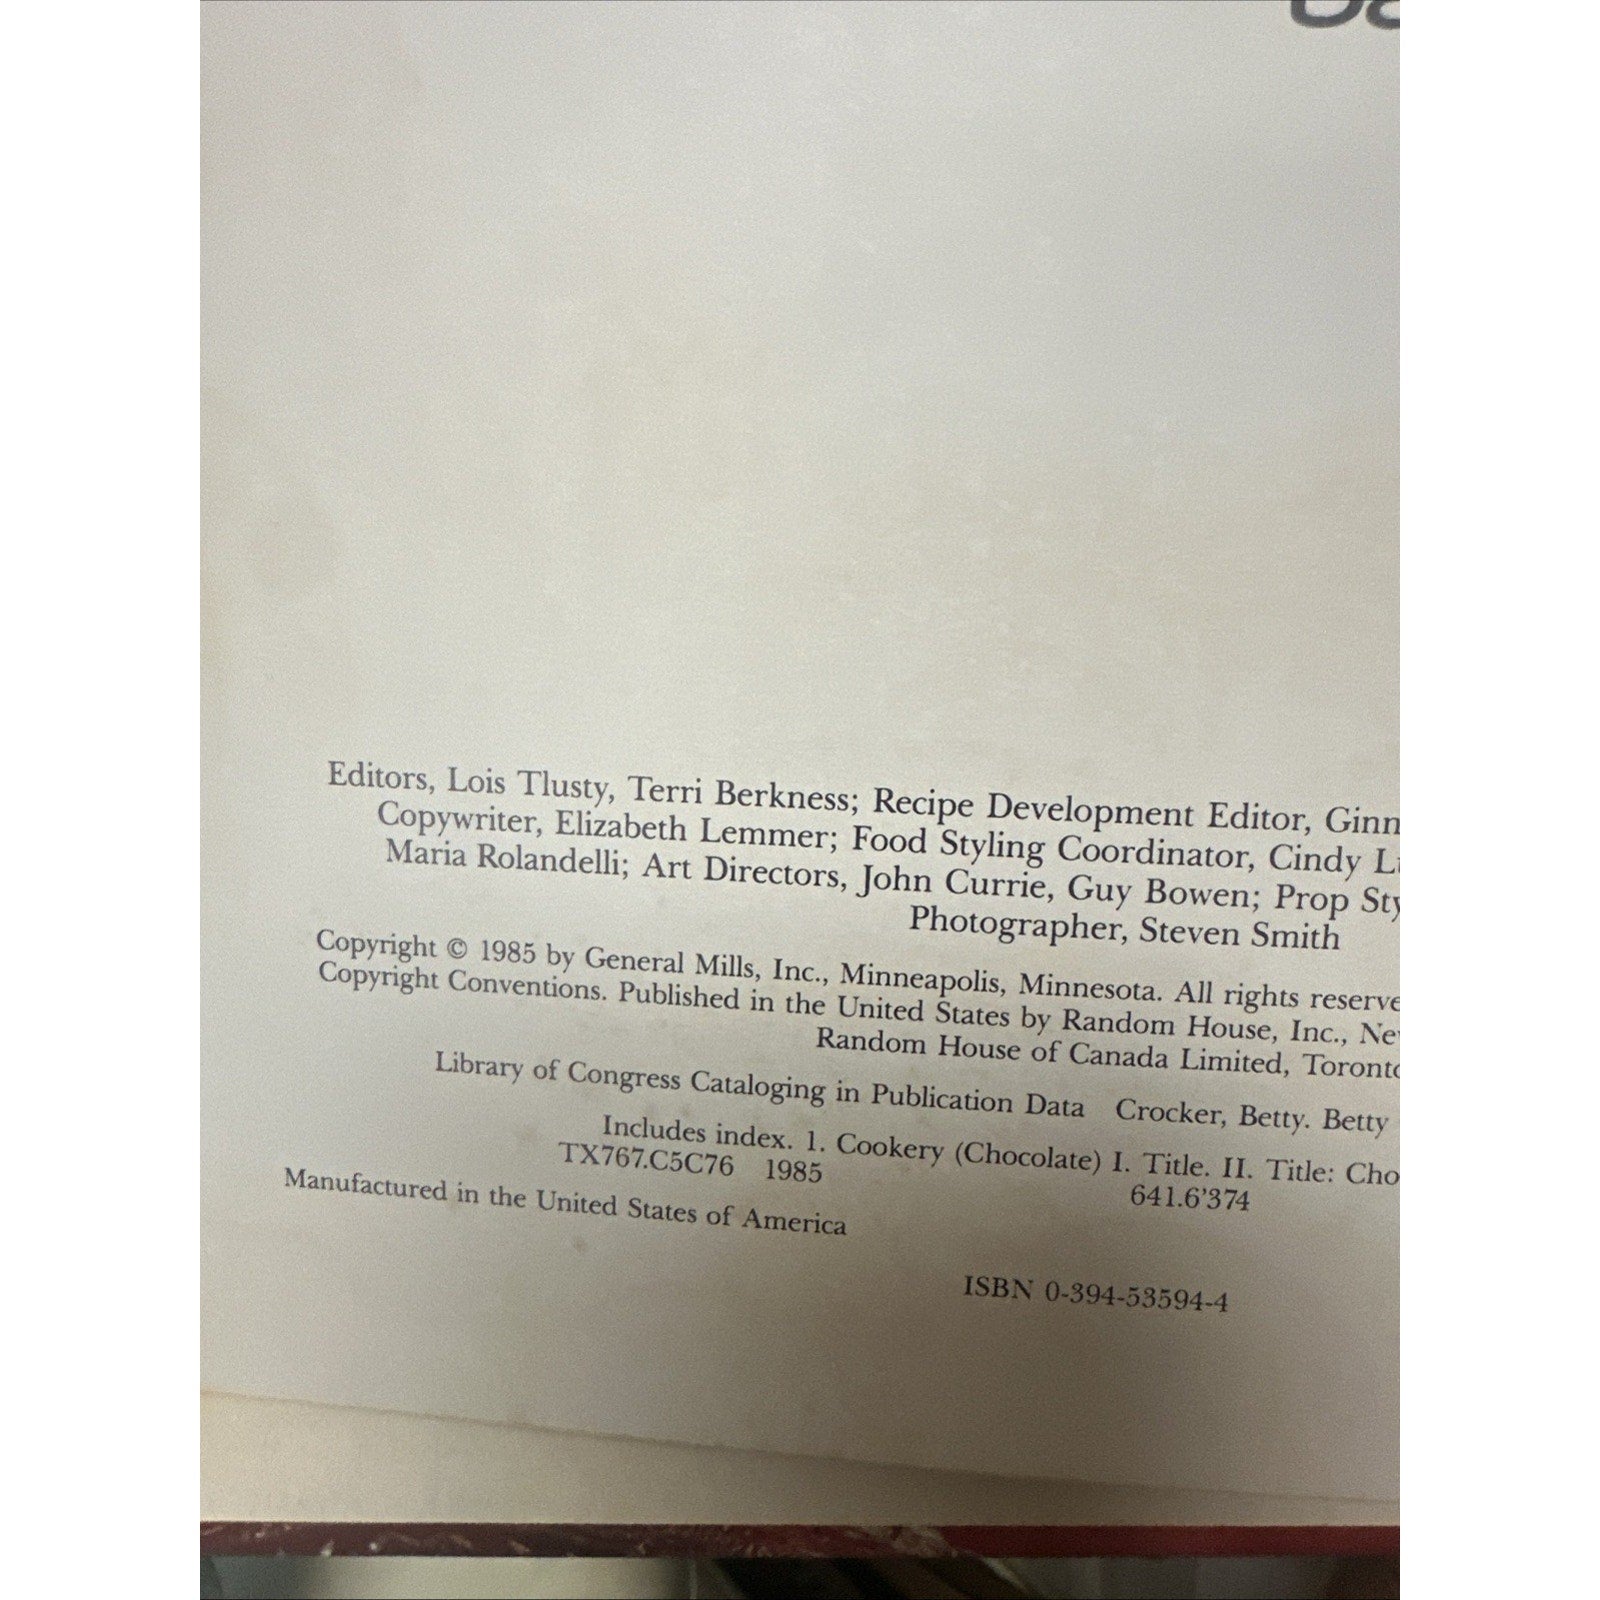 Editors, Lois Tlusty, Terri Berkness; Recipe Development Editor,
Copywriter, Elizabeth Lemmer; Food Styling Coordinator, Cindy
Maria Rolandelli; Art Directors, John Currie, Guy Bowen; Prop
Photographer, Steven Smith
Copyright © 1985 by General Mills, Inc., Minneapolis, Minnesota. All rights
Copyright Conventions. Published in the United States by Random House, Inc.,
Random House of Canada Limited,
Library of Congress Cataloging in Publication Data Crocker, Betty. Betty
Includes index. 1. Cookery (Chocolate) I. Title. II. Title:
TX767.C5C76 1985 641.6'374
Manufactured in the United States of America
ISBN 0-394-53594-4